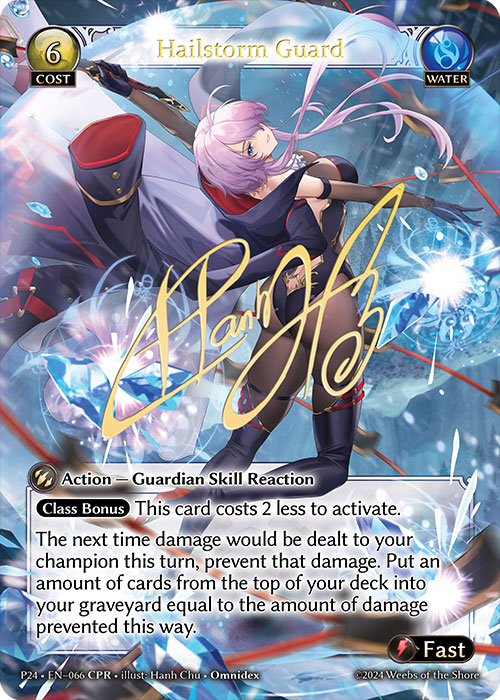 6
COST
Hailstorm Guard
WATER
Hanh Chu
Action — Guardian Skill Reaction
Class Bonus This card costs 2 less to activate.
The next time damage would be dealt to your
champion this turn, prevent that damage. Put an
amount of cards from the top of your deck into
your graveyard equal to the amount of damage
prevented this way.
Fast
P24 • EN–066 CPR • illust: Hanh Chu • Omnidex
©2024 Weebs of the Shore